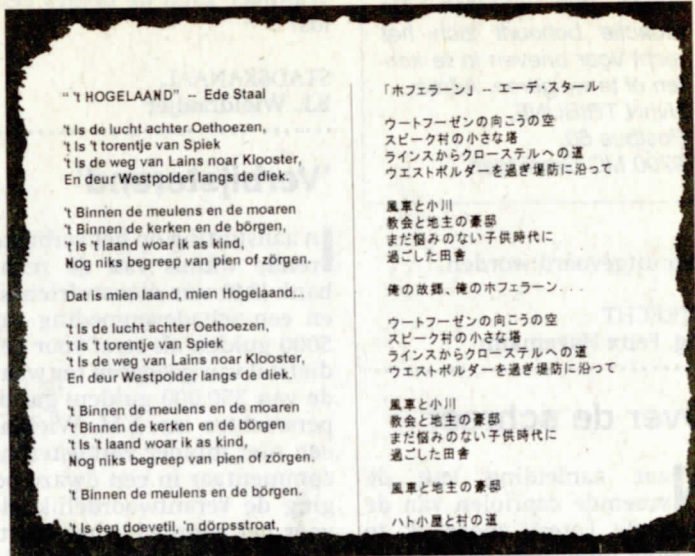 STADSKANAAL
" 't HOGELAAND" -- Ede Staal
't Is de lucht achter Oethoezen,
't Is 't torentje van Spiek
't Is de weg van Lains noar Klooster,
En deur Westpolder langs de diek.
't Binnen de meulens en de moaren
't Binnen de kerken en de börgen,
't Is 't laand woar ik as kind,
Nog niks begreep van pien of zörgen.
Dat is mien laand, mien Hogelaand...
't Is de lucht achter Oethoezen,
't Is 't torentje van Spiek
't Is de weg van Lains noar Klooster,
En deur Westpolder langs de diek.
't Binnen de meulens en de moaren
't Binnen de kerken en de börgen
't Is 't laand woar ik as kind,
Nog niks begreep van pien of zörgen.
't Binnen de meulens en de börgen.
't Is een doevetil, 'n dörpsstroat,
「ホフェラーン」 -- エーデ・スタール
ウートフーゼンの向こうの空
スピーク村の小さな塔
ラインスからクローステルへの道
ウエストポルダーを過ぎ堤防に沿って
風車と小川
教会と地主の豪邸
まだ悩みのない子供時代に
過ごした田舎
俺の故郷、俺のホフェラーン...
ウートフーゼンの向こうの空
スピーク村の小さな塔
ラインスからクローステルへの道
ウエストポルダーを過ぎ堤防に沿って
風車と小川
教会と地主の豪邸
まだ悩みのない子供時代に
過ごした田舎
風車と地主の豪邸
ハト小屋と村の道